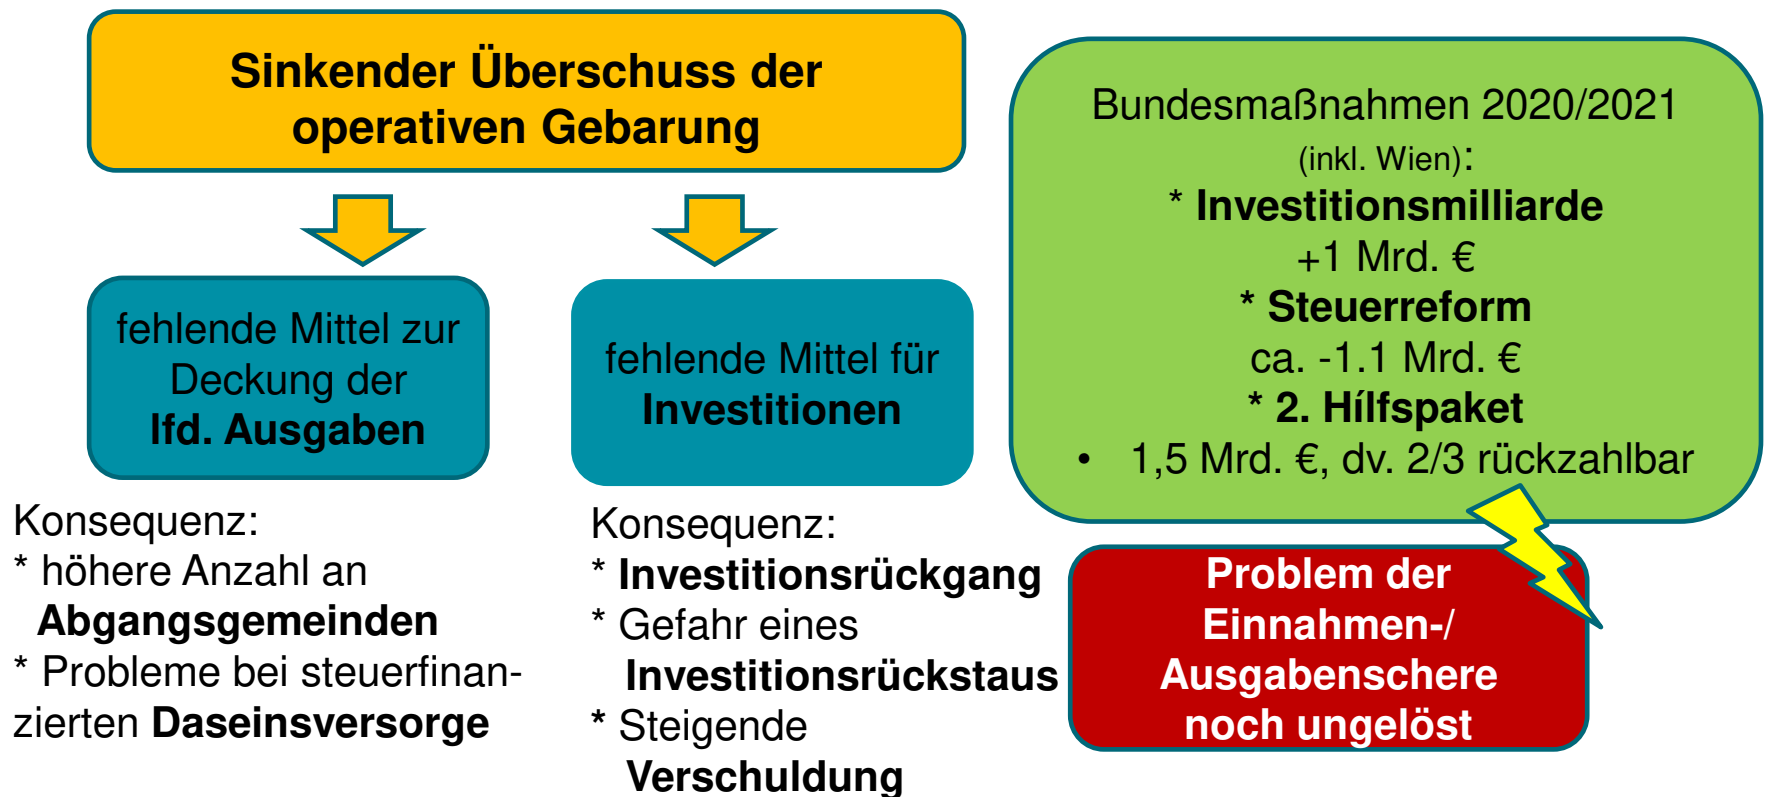 Sinkender Überschuss der
operativen Gebarung
fehlende Mittel zur
Deckung der
lfd. Ausgaben
Konsequenz:
* höhere Anzahl an
Abgangsgemeinden
* Probleme bei steuerfinan-
zierten Daseinsversorge
fehlende Mittel für
Investitionen
Konsequenz:
* Investitionsrückgang
* Gefahr eines
Investitionsrückstaus
* Steigende
Verschuldung
Bundesmaßnahmen 2020/2021
(inkl. Wien):
* Investitionsmilliarde
+1 Mrd. €
* Steuerreform
ca. -1.1 Mrd. €
* 2. Hílfspaket
• 1,5 Mrd. €, dv. 2/3 rückzahlbar
Problem der
Einnahmen-/
Ausgabenschere
noch ungelöst